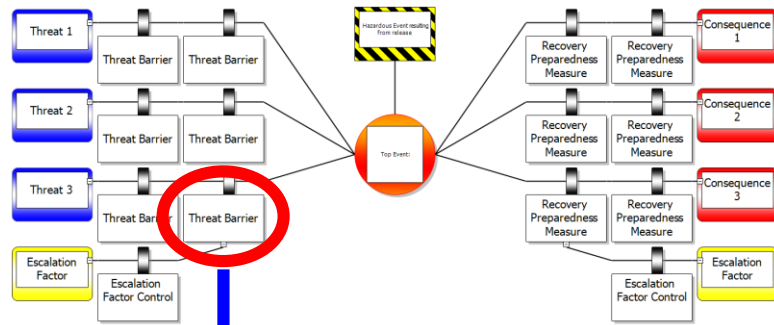 Hazardous Event resulting
from release
Threat 1
Threat Barrier
Threat Barrier
Recovery
Preparedness
Measure
Recovery
Preparedness
Measure
Consequence
1
Threat 2
Threat Barrier
Threat Barrier
Top Event:
Recovery
Preparedness
Measure
Recovery
Preparedness
Measure
Consequence
2
Threat 3
Threat Barrier
Threat Barrier
Recovery
Preparedness
Measure
Recovery
Preparedness
Measure
Consequence
3
Escalation
Factor
Escalation
Factor Control
Escalation
Factor Control
Escalation
Factor